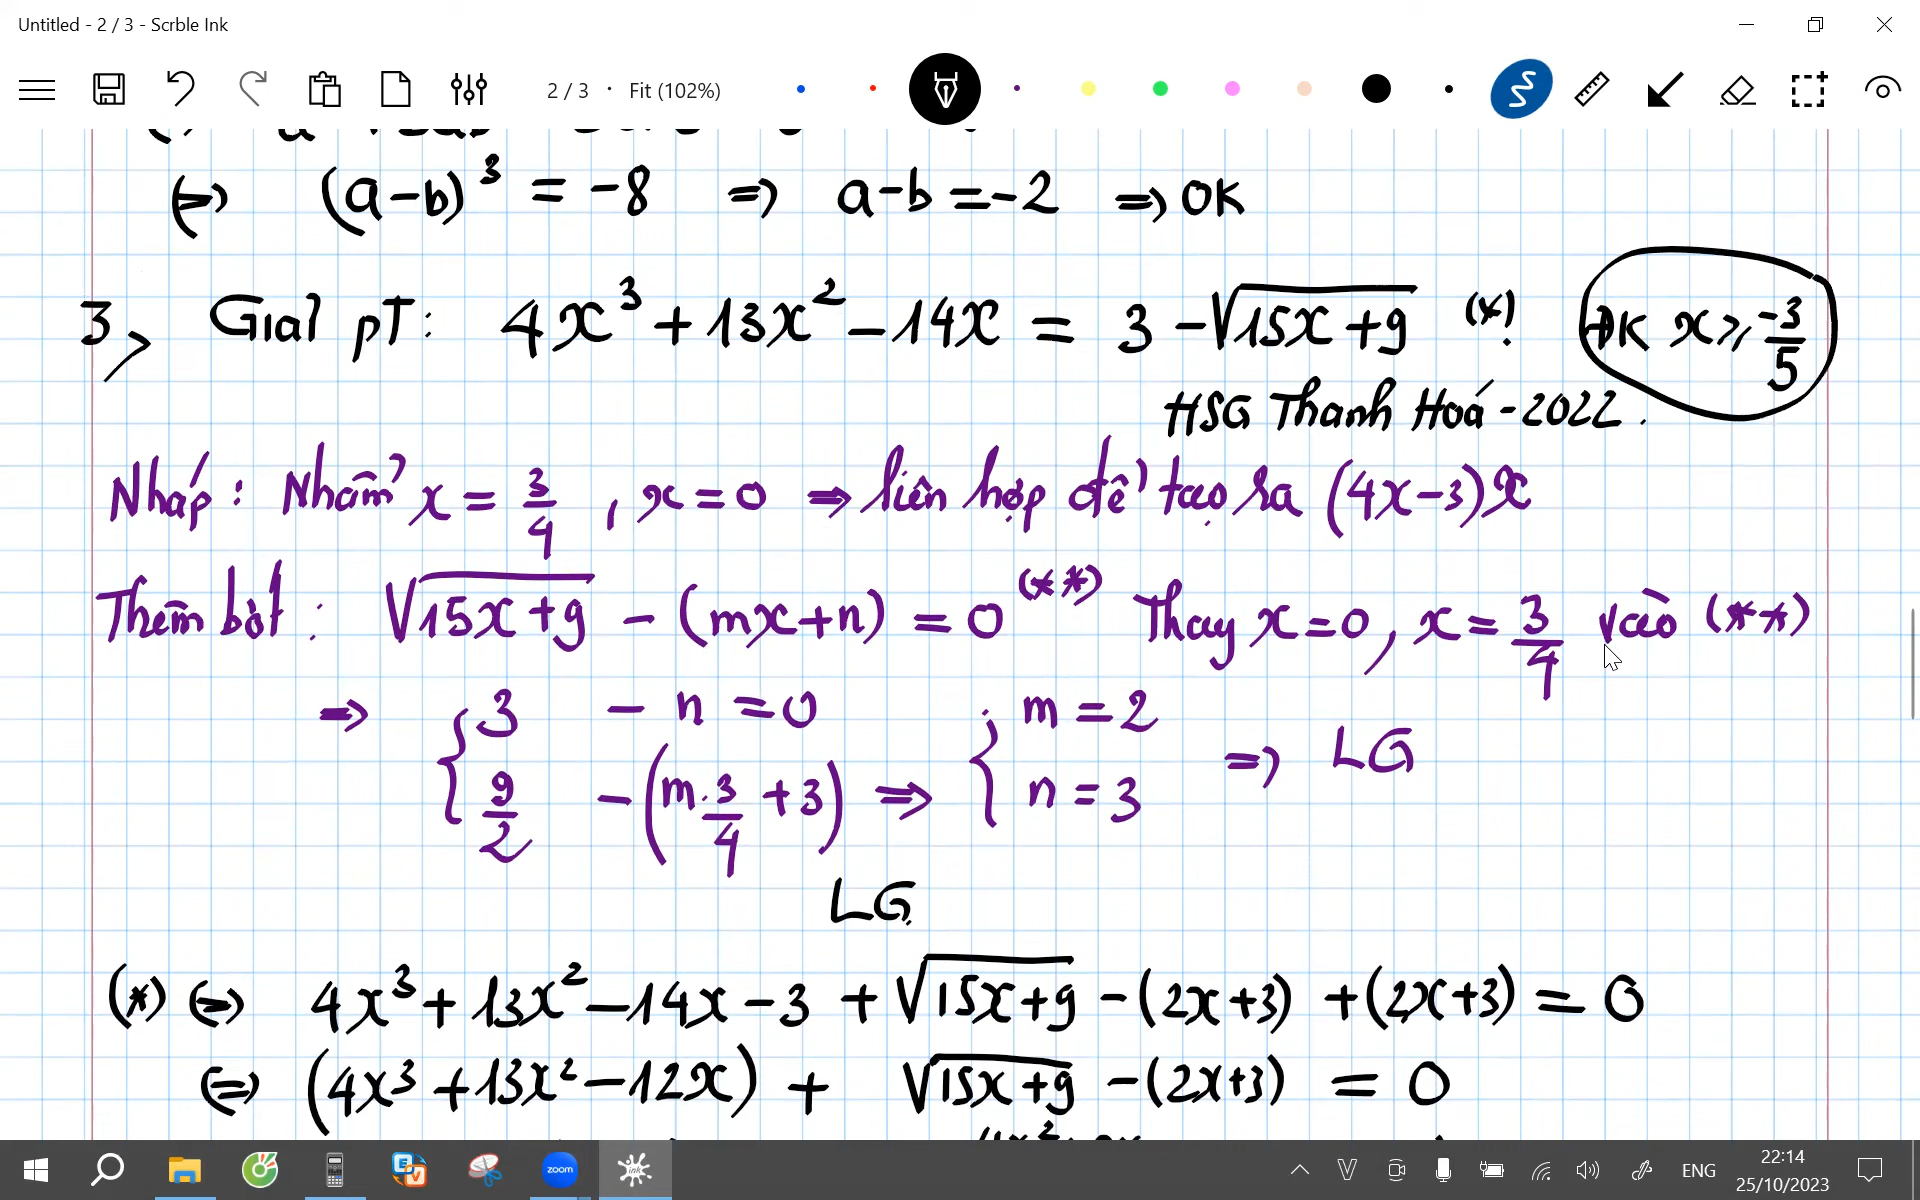 Untitled - 2 / 3 - Scrble Ink
2 / 3 · Fit (102%)
(=) (a-b)³ = -8 => a-b = -2 => OK
3, Giải pT: 4x³ + 13x² - 14x = 3 - √(15x+9) (*) ĐK x ≥ -3/5
HSG Thanh Hoá - 2022.
Nháp: Nhẩm x = 3/4, x = 0 => liên hợp để tạo ra (4x-3)x
Thêm bớt: √(15x+9) - (mx+n) = 0 (**) Thay x=0, x = 3/4 vào (**)
=> { 3 - n = 0 { m = 2 => LG
9/2 - (m.3/4 + 3) => n = 3
LG
(*) (=) 4x³ + 13x² - 14x - 3 + √(15x+9) - (2x+3) + (2x+3) = 0
(=) (4x³ + 13x² - 12x) + √(15x+9) - (2x+3) = 0
zoom
ink
ENG
22:14
25/10/2023